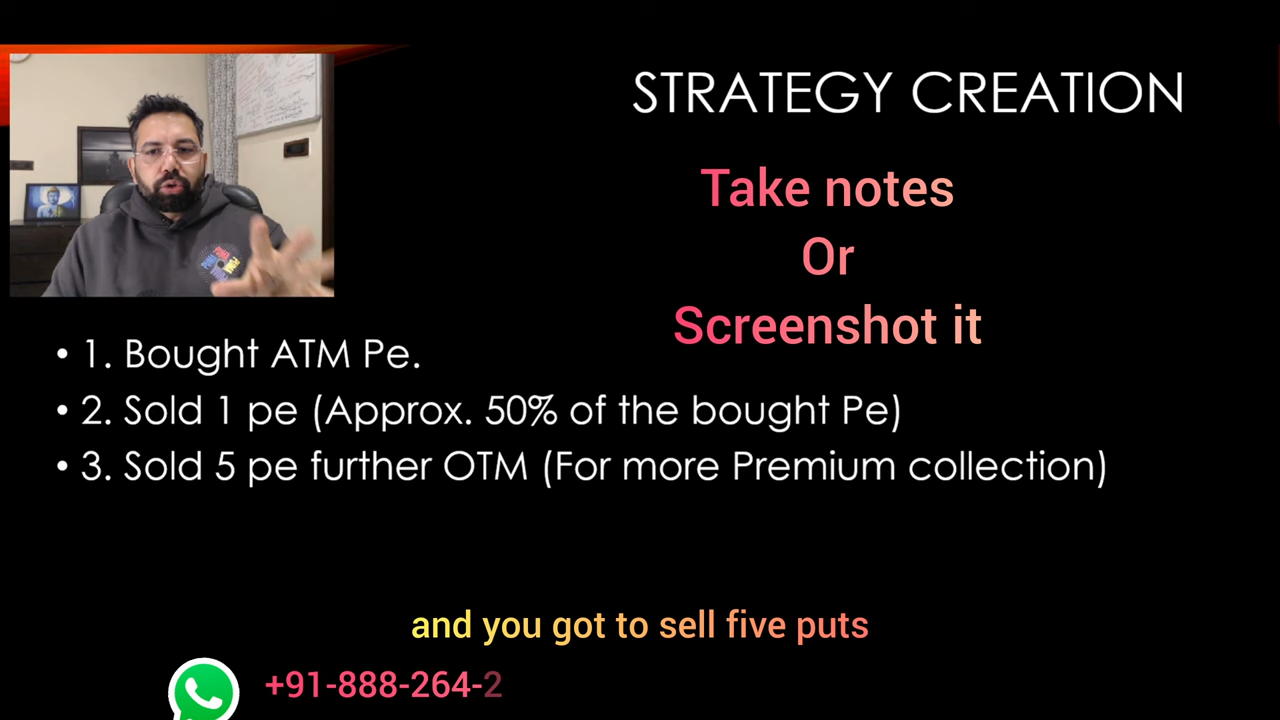 STRATEGY CREATION
Take notes
Or
Screenshot it
• 1. Bought ATM Pe.
• 2. Sold 1 pe (Approx. 50% of the bought Pe)
• 3. Sold 5 pe further OTM (For more Premium collection)
and you got to sell five puts
+91-888-264-2